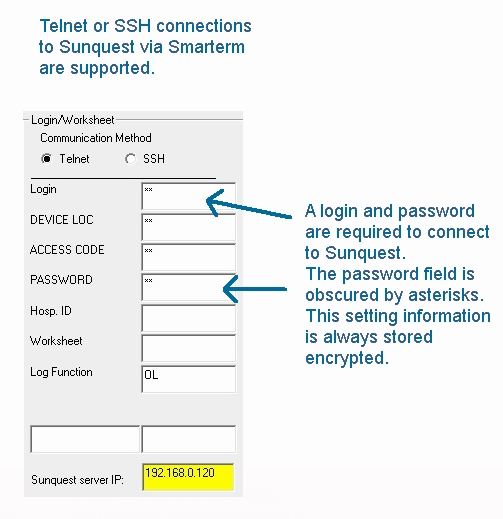 Telnet or SSH connections
to Sunquest via Smarterm
are supported.
Login/Worksheet
Communication Method
Telnet SSH
Login **
DEVICE LOC **
ACCESS CODE **
PASSWORD **
Hosp. ID
Worksheet
Log Function OL
Sunquest server IP: 192.168.0.120
A login and password
are required to connect
to Sunquest.
The password field is
obscured by asterisks.
This setting information
is always stored
encrypted.